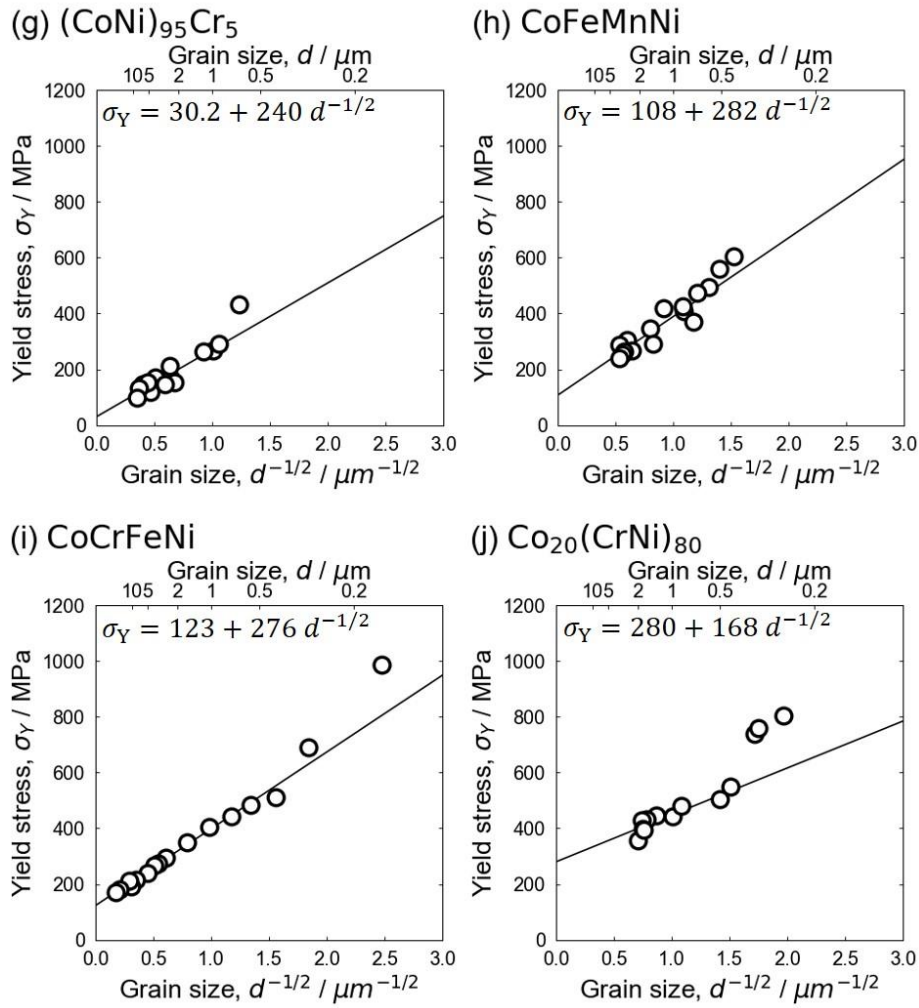 (g) (CoNi)₉₅Cr₅
Grain size, d / μm
105 2 1 0.5 0.2
σ_Y = 30.2 + 240 d^{-1/2}
1200
1000
800
600
400
200
0
Yield stress, σ_Y / MPa
0.0 0.5 1.0 1.5 2.0 2.5 3.0
Grain size, d^{-1/2} / μm^{-1/2}
(h) CoFeMnNi
Grain size, d / μm
105 2 1 0.5 0.2
σ_Y = 108 + 282 d^{-1/2}
1200
1000
800
600
400
200
0
Yield stress, σ_Y / MPa
0.0 0.5 1.0 1.5 2.0 2.5 3.0
Grain size, d^{-1/2} / μm^{-1/2}
(i) CoCrFeNi
Grain size, d / μm
105 2 1 0.5 0.2
σ_Y = 123 + 276 d^{-1/2}
1200
1000
800
600
400
200
0
Yield stress, σ_Y / MPa
0.0 0.5 1.0 1.5 2.0 2.5 3.0
Grain size, d^{-1/2} / μm^{-1/2}
(j) Co₂₀(CrNi)₈₀
Grain size, d / μm
105 2 1 0.5 0.2
σ_Y = 280 + 168 d^{-1/2}
1200
1000
800
600
400
200
0
Yield stress, σ_Y / MPa
0.0 0.5 1.0 1.5 2.0 2.5 3.0
Grain size, d^{-1/2} / μm^{-1/2}